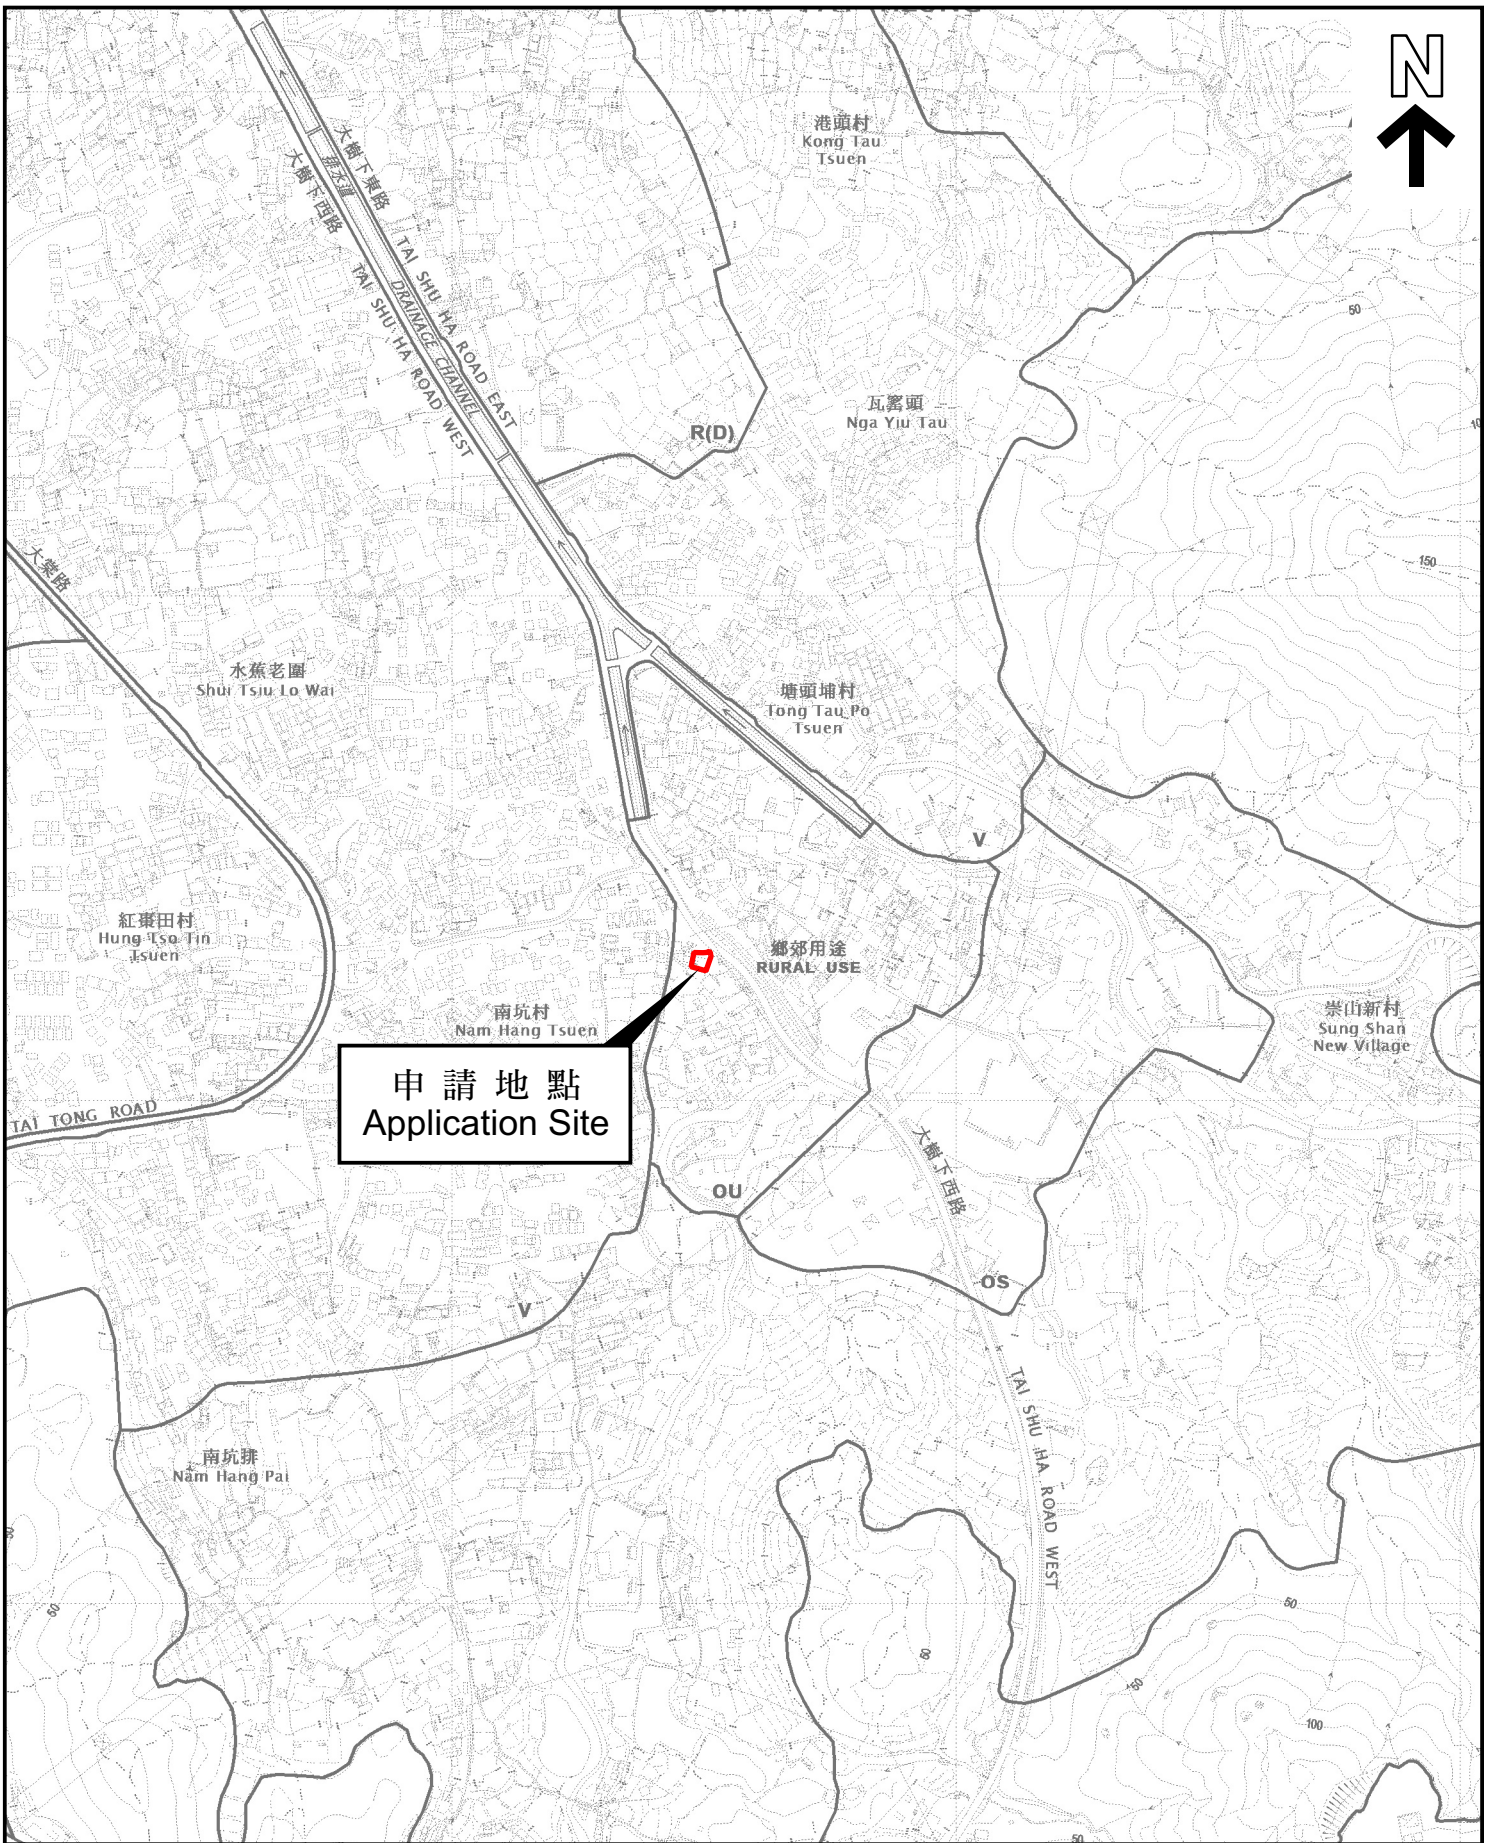 N
港頭村
Kong Tau
Tsuen
大樹下東路
排水道
大樹下西路
TAI SHU HA ROAD EAST
DRAINAGE CHANNEL
TAI SHU HA ROAD WEST
50
瓦窰頭
Nga Yiu Tau
R(D)
150
大棠路
水蕉老圍
Shui Tsiu Lo Wai
塘頭埔村
Tong Tau Po
Tsuen
V
紅棗田村
Hung Tso Tin
Tsuen
鄉郊用途
RURAL USE
南坑村
Nam Hang Tsuen
崇山新村
Sung Shan
New Village
申請地點
Application Site
TAI TONG ROAD
大樹下西路
OU
OS
V
TAI SHU HA ROAD WEST
南坑排
Nam Hang Pai
50
50
100
50